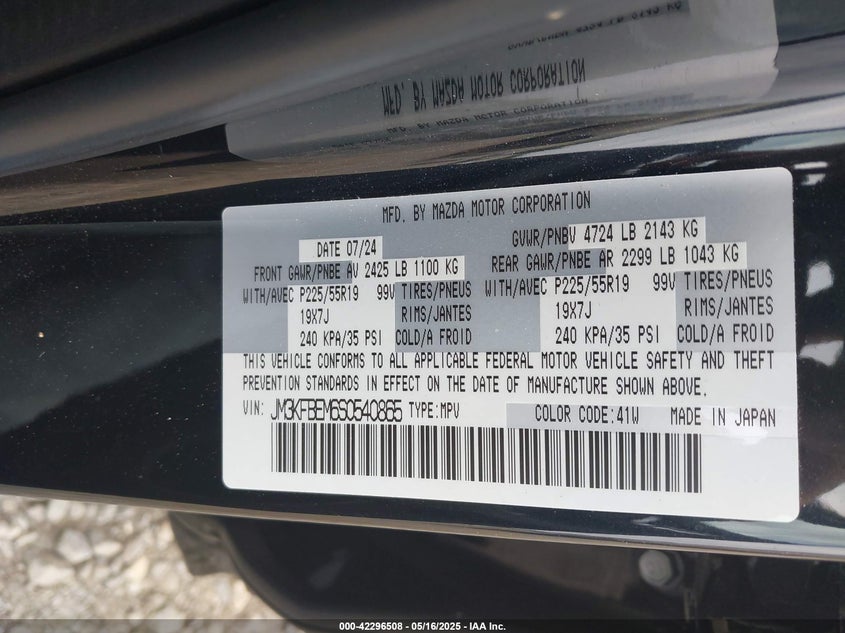 MFD. BY MAZDA MOTOR CORPORATION
MFD. BY MAZDA MOTOR CORPORATION
MFD. BY MAZDA MOTOR CORPORATION
DATE 07/24 GVWR/PNBV 4724 LB 2143 KG
FRONT GAWR/PNBE AV 2425 LB 1100 KG REAR GAWR/PNBE AR 2299 LB 1043 KG
WITH/AVEC P225/55R19 99V TIRES/PNEUS WITH/AVEC P225/55R19 99V TIRES/PNEUS
19X7J RIMS/JANTES 19X7J RIMS/JANTES
240 KPA/35 PSI COLD/A FROID 240 KPA/35 PSI COLD/A FROID
THIS VEHICLE CONFORMS TO ALL APPLICABLE FEDERAL MOTOR VEHICLE SAFETY AND THEFT
PREVENTION STANDARDS IN EFFECT ON THE DATE OF MANUFACTURE SHOWN ABOVE.
VIN: JM3KFBEM6S0540865 TYPE:MPV COLOR CODE:41W MADE IN JAPAN
000-42296508 - 05/16/2025 - IAA Inc.